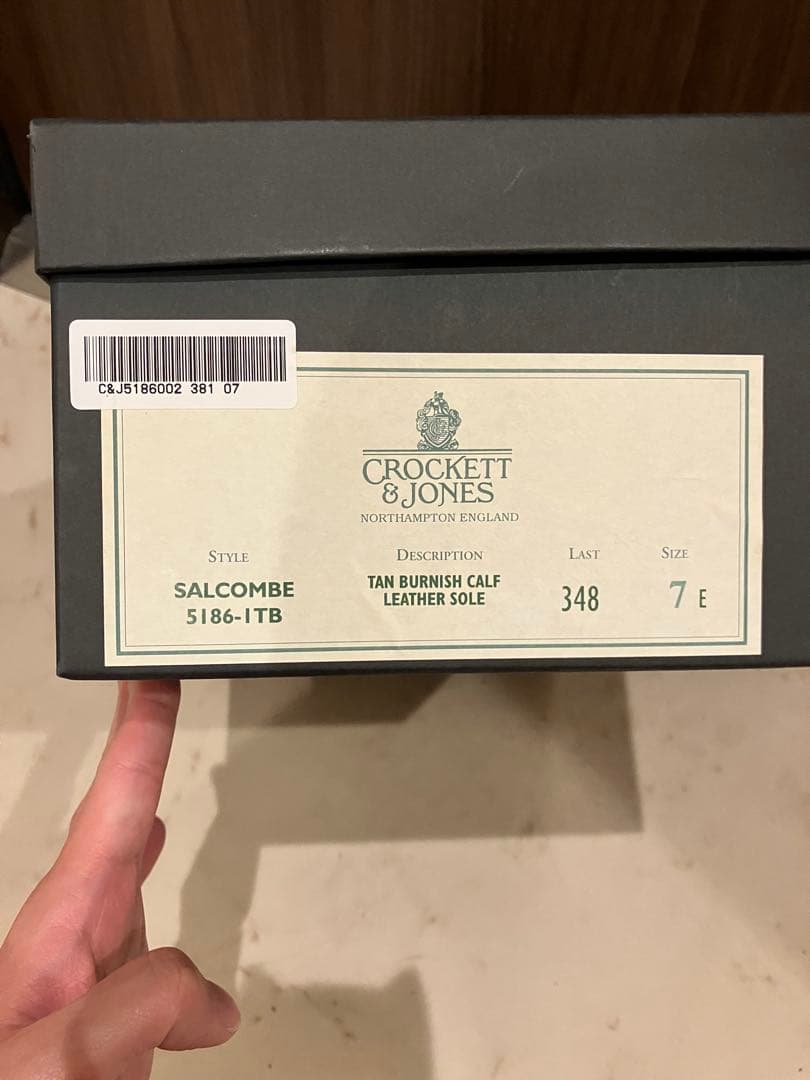 C&J5186002 381 07
CROCKETT
& JONES
NORTHAMPTON ENGLAND
STYLE DESCRIPTION LAST SIZE
SALCOMBE TAN BURNISH CALF 348 7 E
5186-1TB LEATHER SOLE